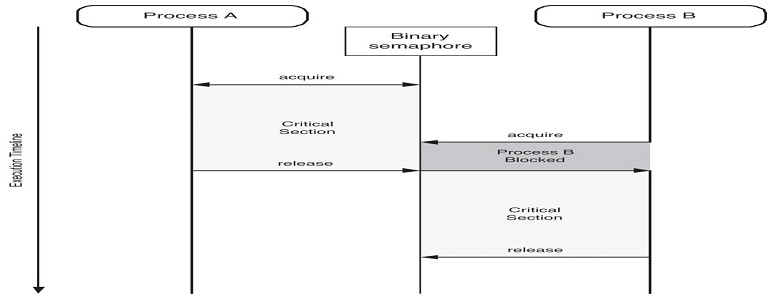 Process A
Process B
Binary
semaphore
acquire
Critical
Section
acquire
Process B
Blocked
release
Critical
Section
release
Execution Timeline